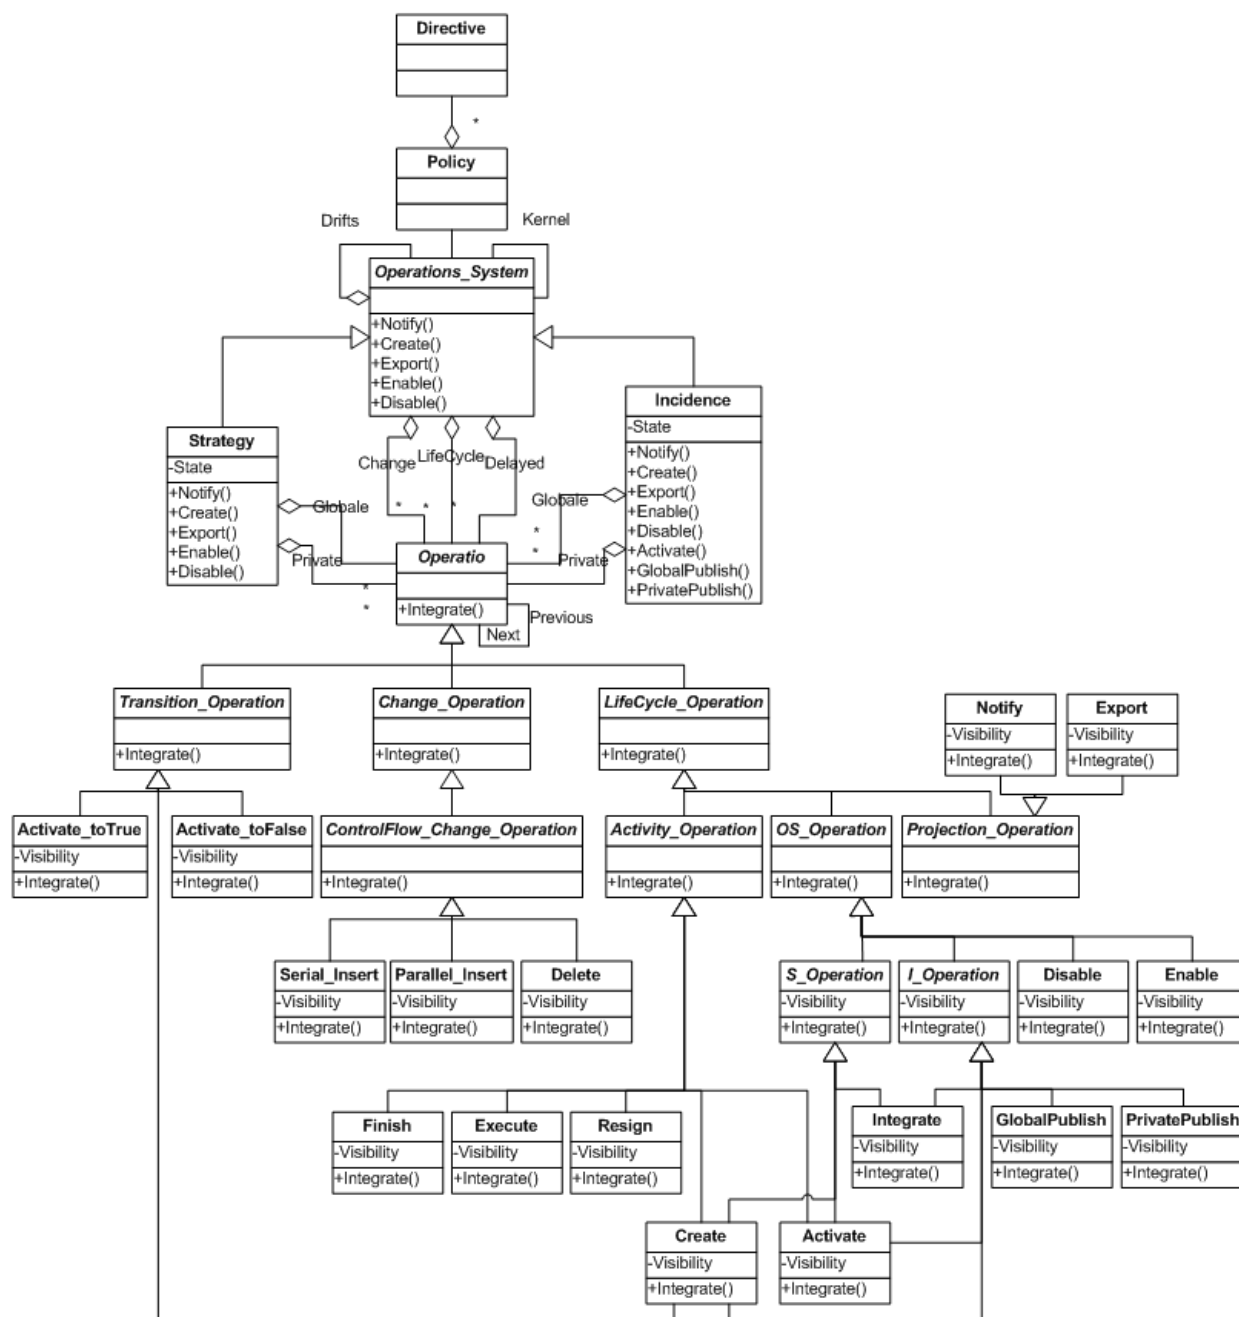 Directive
*
Policy
Drifts
Kernel
Operations_System
+Notify()
+Create()
+Export()
+Enable()
+Disable()
Strategy
-State
+Notify()
+Create()
+Export()
+Enable()
+Disable()
Incidence
-State
+Notify()
+Create()
+Export()
+Enable()
+Disable()
+Activate()
+GlobalPublish()
+PrivatePublish()
Change
LifeCycle
Delayed
* * *
Globale
Private
*
*
Globale
Private
*
*
Operatio
+Integrate()
Previous
Next
Transition_Operation
+Integrate()
Change_Operation
+Integrate()
LifeCycle_Operation
+Integrate()
Notify
-Visibility
+Integrate()
Export
-Visibility
+Integrate()
Activate_toTrue
-Visibility
+Integrate()
Activate_toFalse
-Visibility
+Integrate()
ControlFlow_Change_Operation
+Integrate()
Activity_Operation
+Integrate()
OS_Operation
+Integrate()
Projection_Operation
+Integrate()
Serial_Insert
-Visibility
+Integrate()
Parallel_Insert
-Visibility
+Integrate()
Delete
-Visibility
+Integrate()
S_Operation
-Visibility
+Integrate()
I_Operation
-Visibility
+Integrate()
Disable
-Visibility
+Integrate()
Enable
-Visibility
+Integrate()
Finish
-Visibility
+Integrate()
Execute
-Visibility
+Integrate()
Resign
-Visibility
+Integrate()
Integrate
-Visibility
+Integrate()
GlobalPublish
-Visibility
+Integrate()
PrivatePublish
-Visibility
+Integrate()
Create
-Visibility
+Integrate()
Activate
-Visibility
+Integrate()